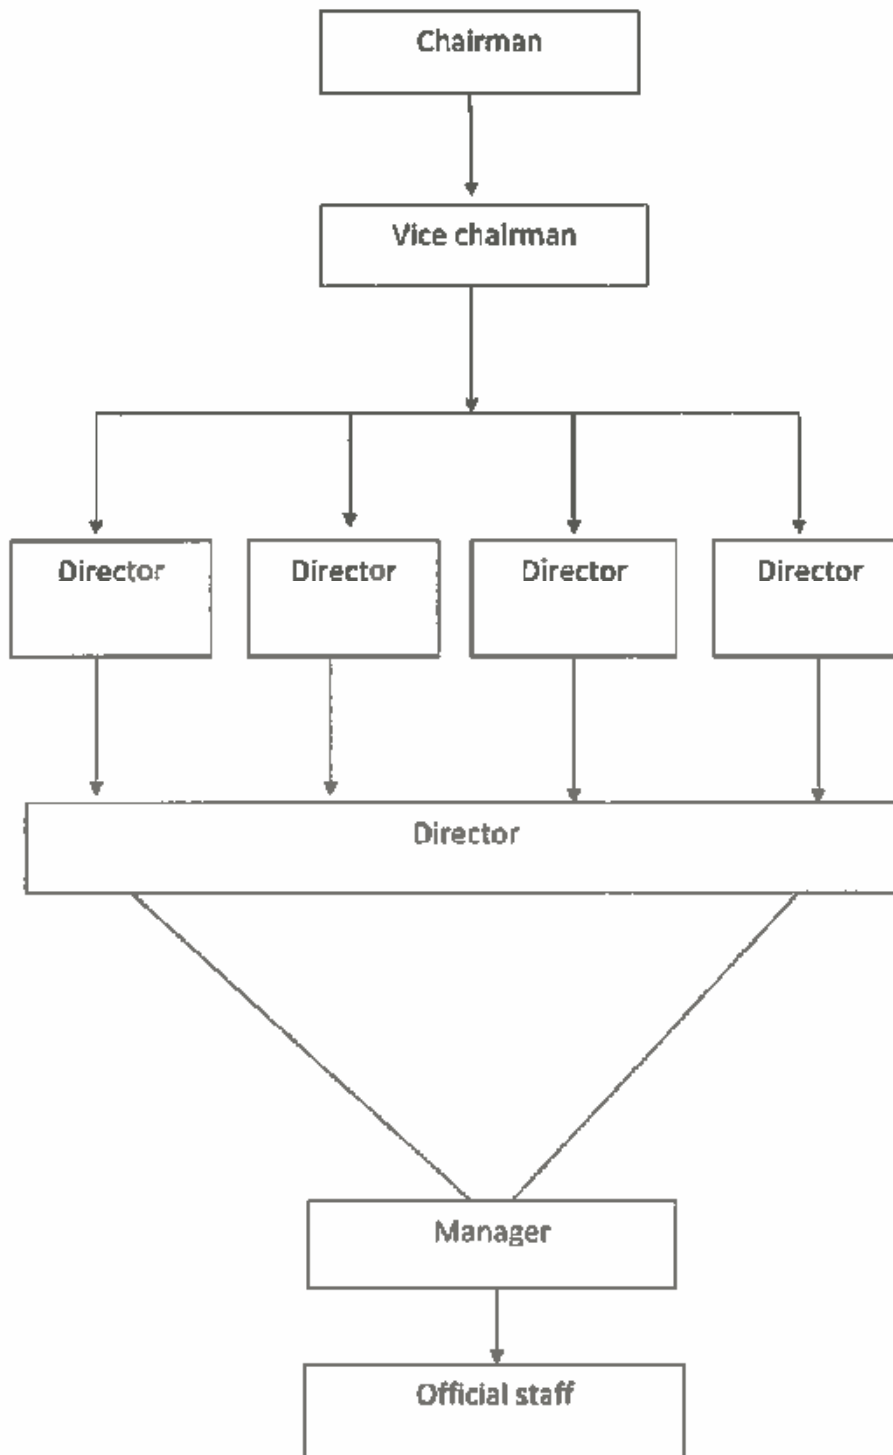 Chairman
Vice chairman
Director
Director
Director
Director
Director
Manager
Official staff